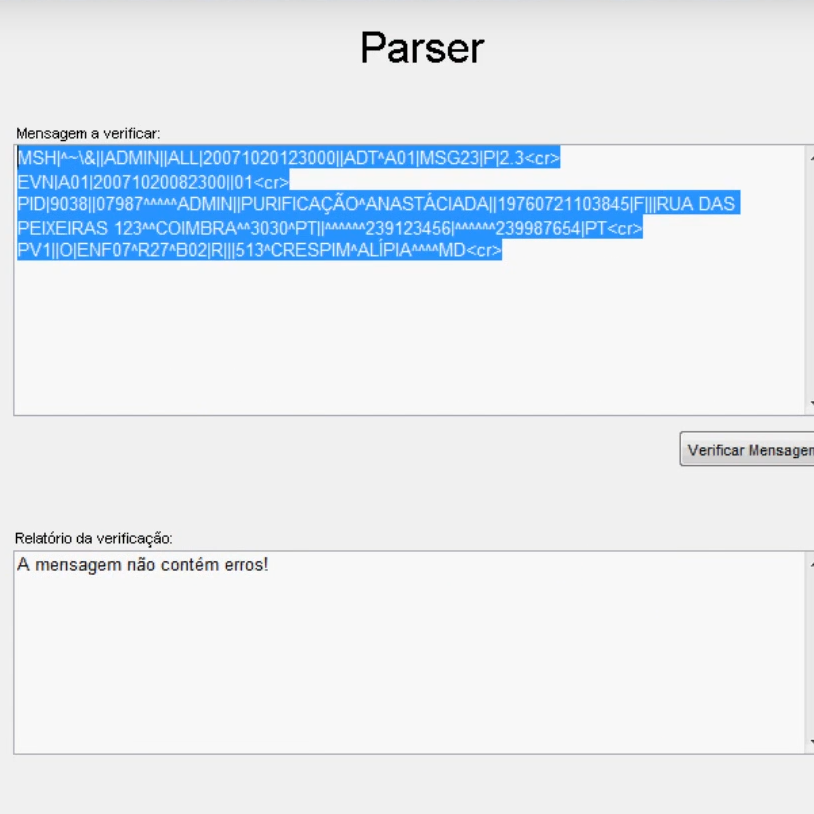 Parser
Mensagem a verificar:
MSH|^~\&||ADMIN||ALL|20071020123000||ADT^A01|MSG23|P|2.3<cr>
EVN|A01|20071020082300||01<cr>
PID|9038||07987^^^^^ADMIN||PURIFICAÇÃO^ANASTÁCIADA||19760721103845|F|||RUA DAS
PEIXEIRAS 123^^COIMBRA^^3030^PT||^^^^^^239123456|^^^^^^239987654|PT<cr>
PV1||O|ENF07^R27^B02|R|||513^CRESPIM^ALÍPIA^^^^MD<cr>
Verificar Mensagem
Relatório da verificação:
A mensagem não contém erros!